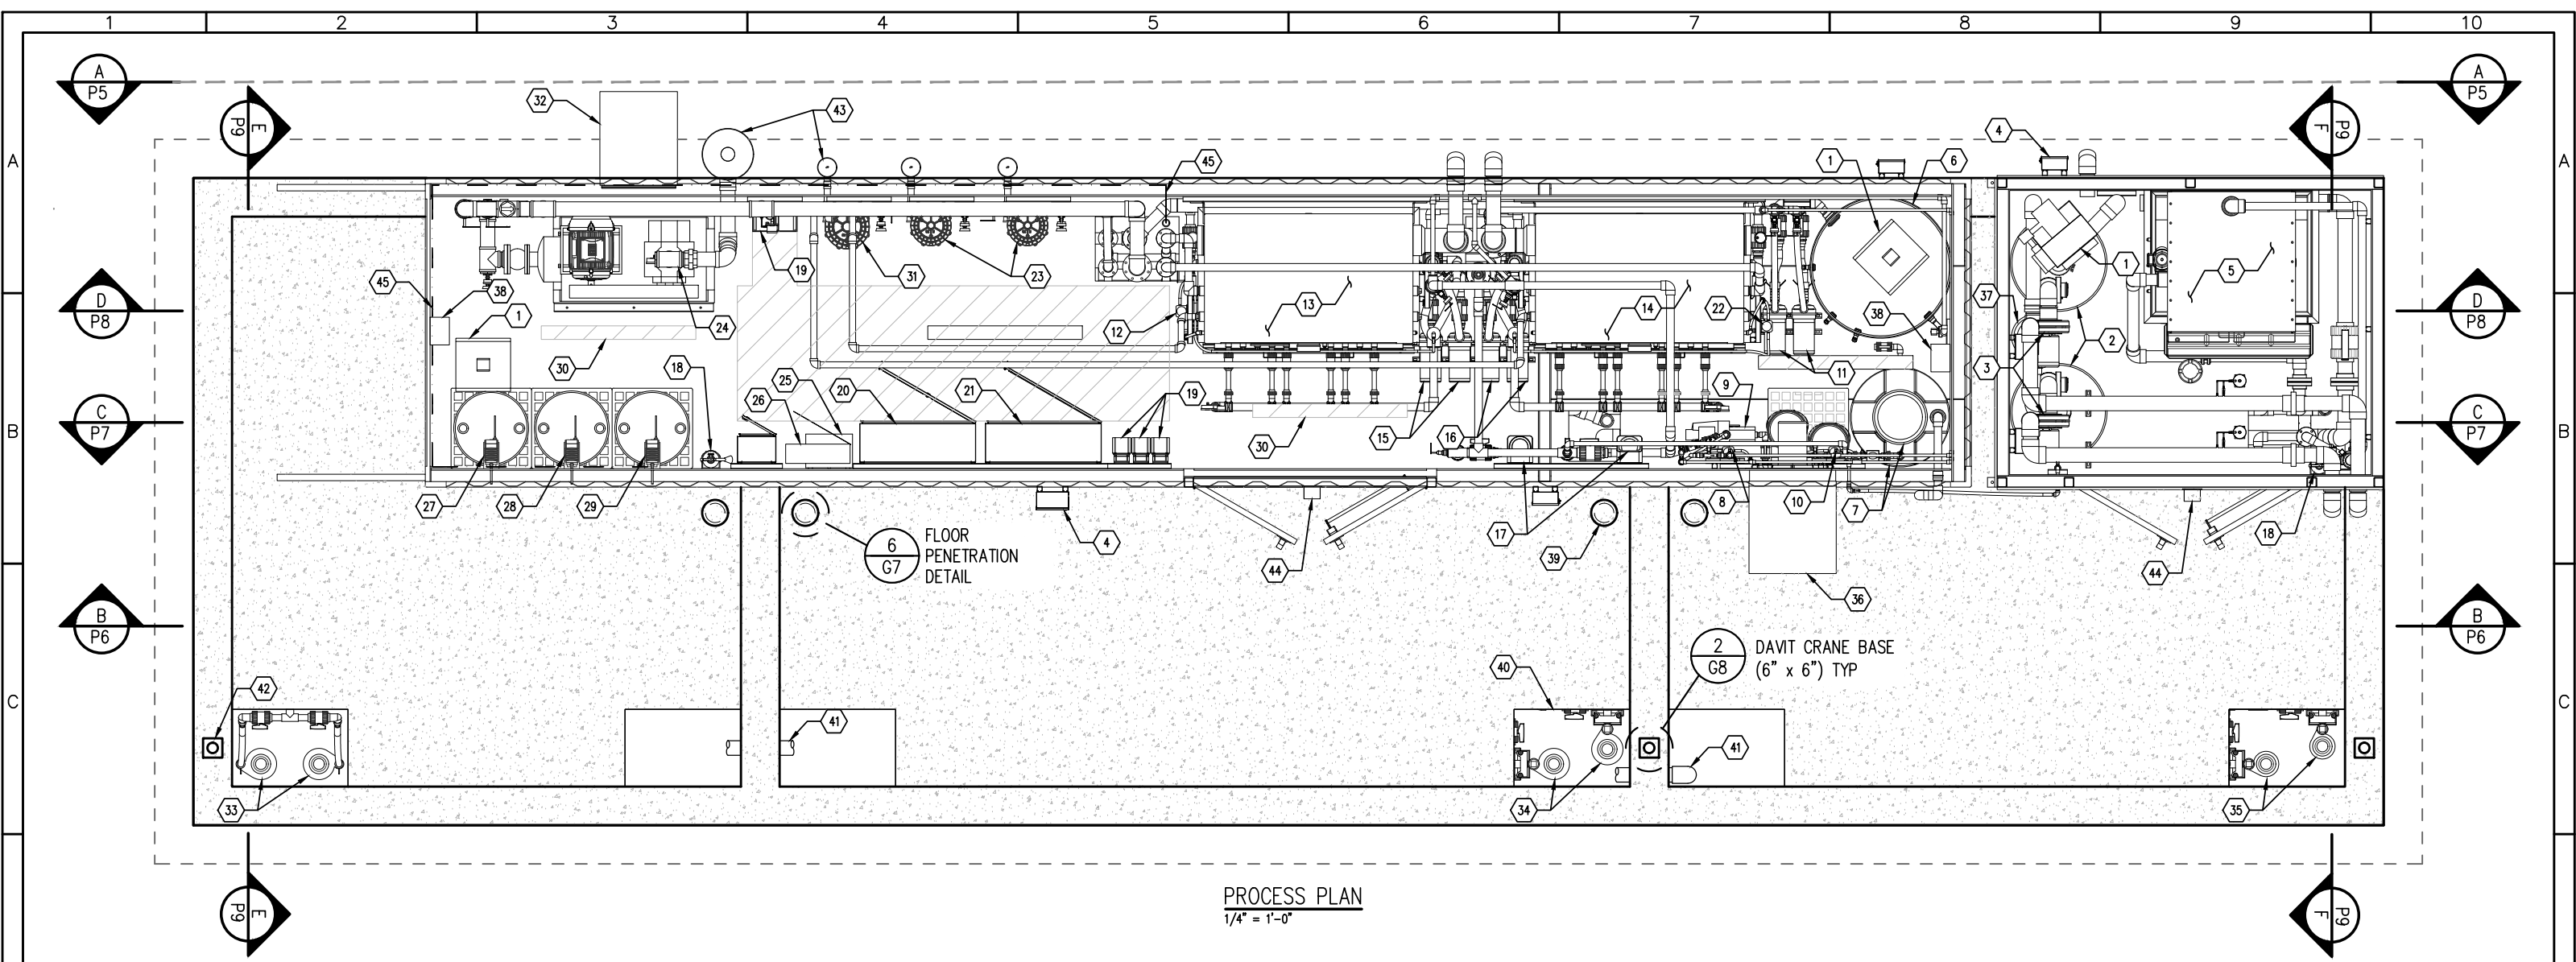 1 2 3 4 5 6 7 8 9 10
A A
A P5
A P5
E P9
F P9
32
43
4
45
1
6
19
31
23
45
38
1
24
30
12
13
14
22
38
11
37
1
5
2
3
D P8
D P8
18
26
25
20
21
19
30
15
16
9
B B
C P7
C P7
27
28
29
4
44
17
39
8
10
7
36
44
18
6 G7
FLOOR
PENETRATION
DETAIL
B P6
B P6
2 G8
DAVIT CRANE BASE
(6" x 6") TYP
C C
42
41
40
41
33
34
35
E P9
F P9
PROCESS PLAN
1/4" = 1'-0"